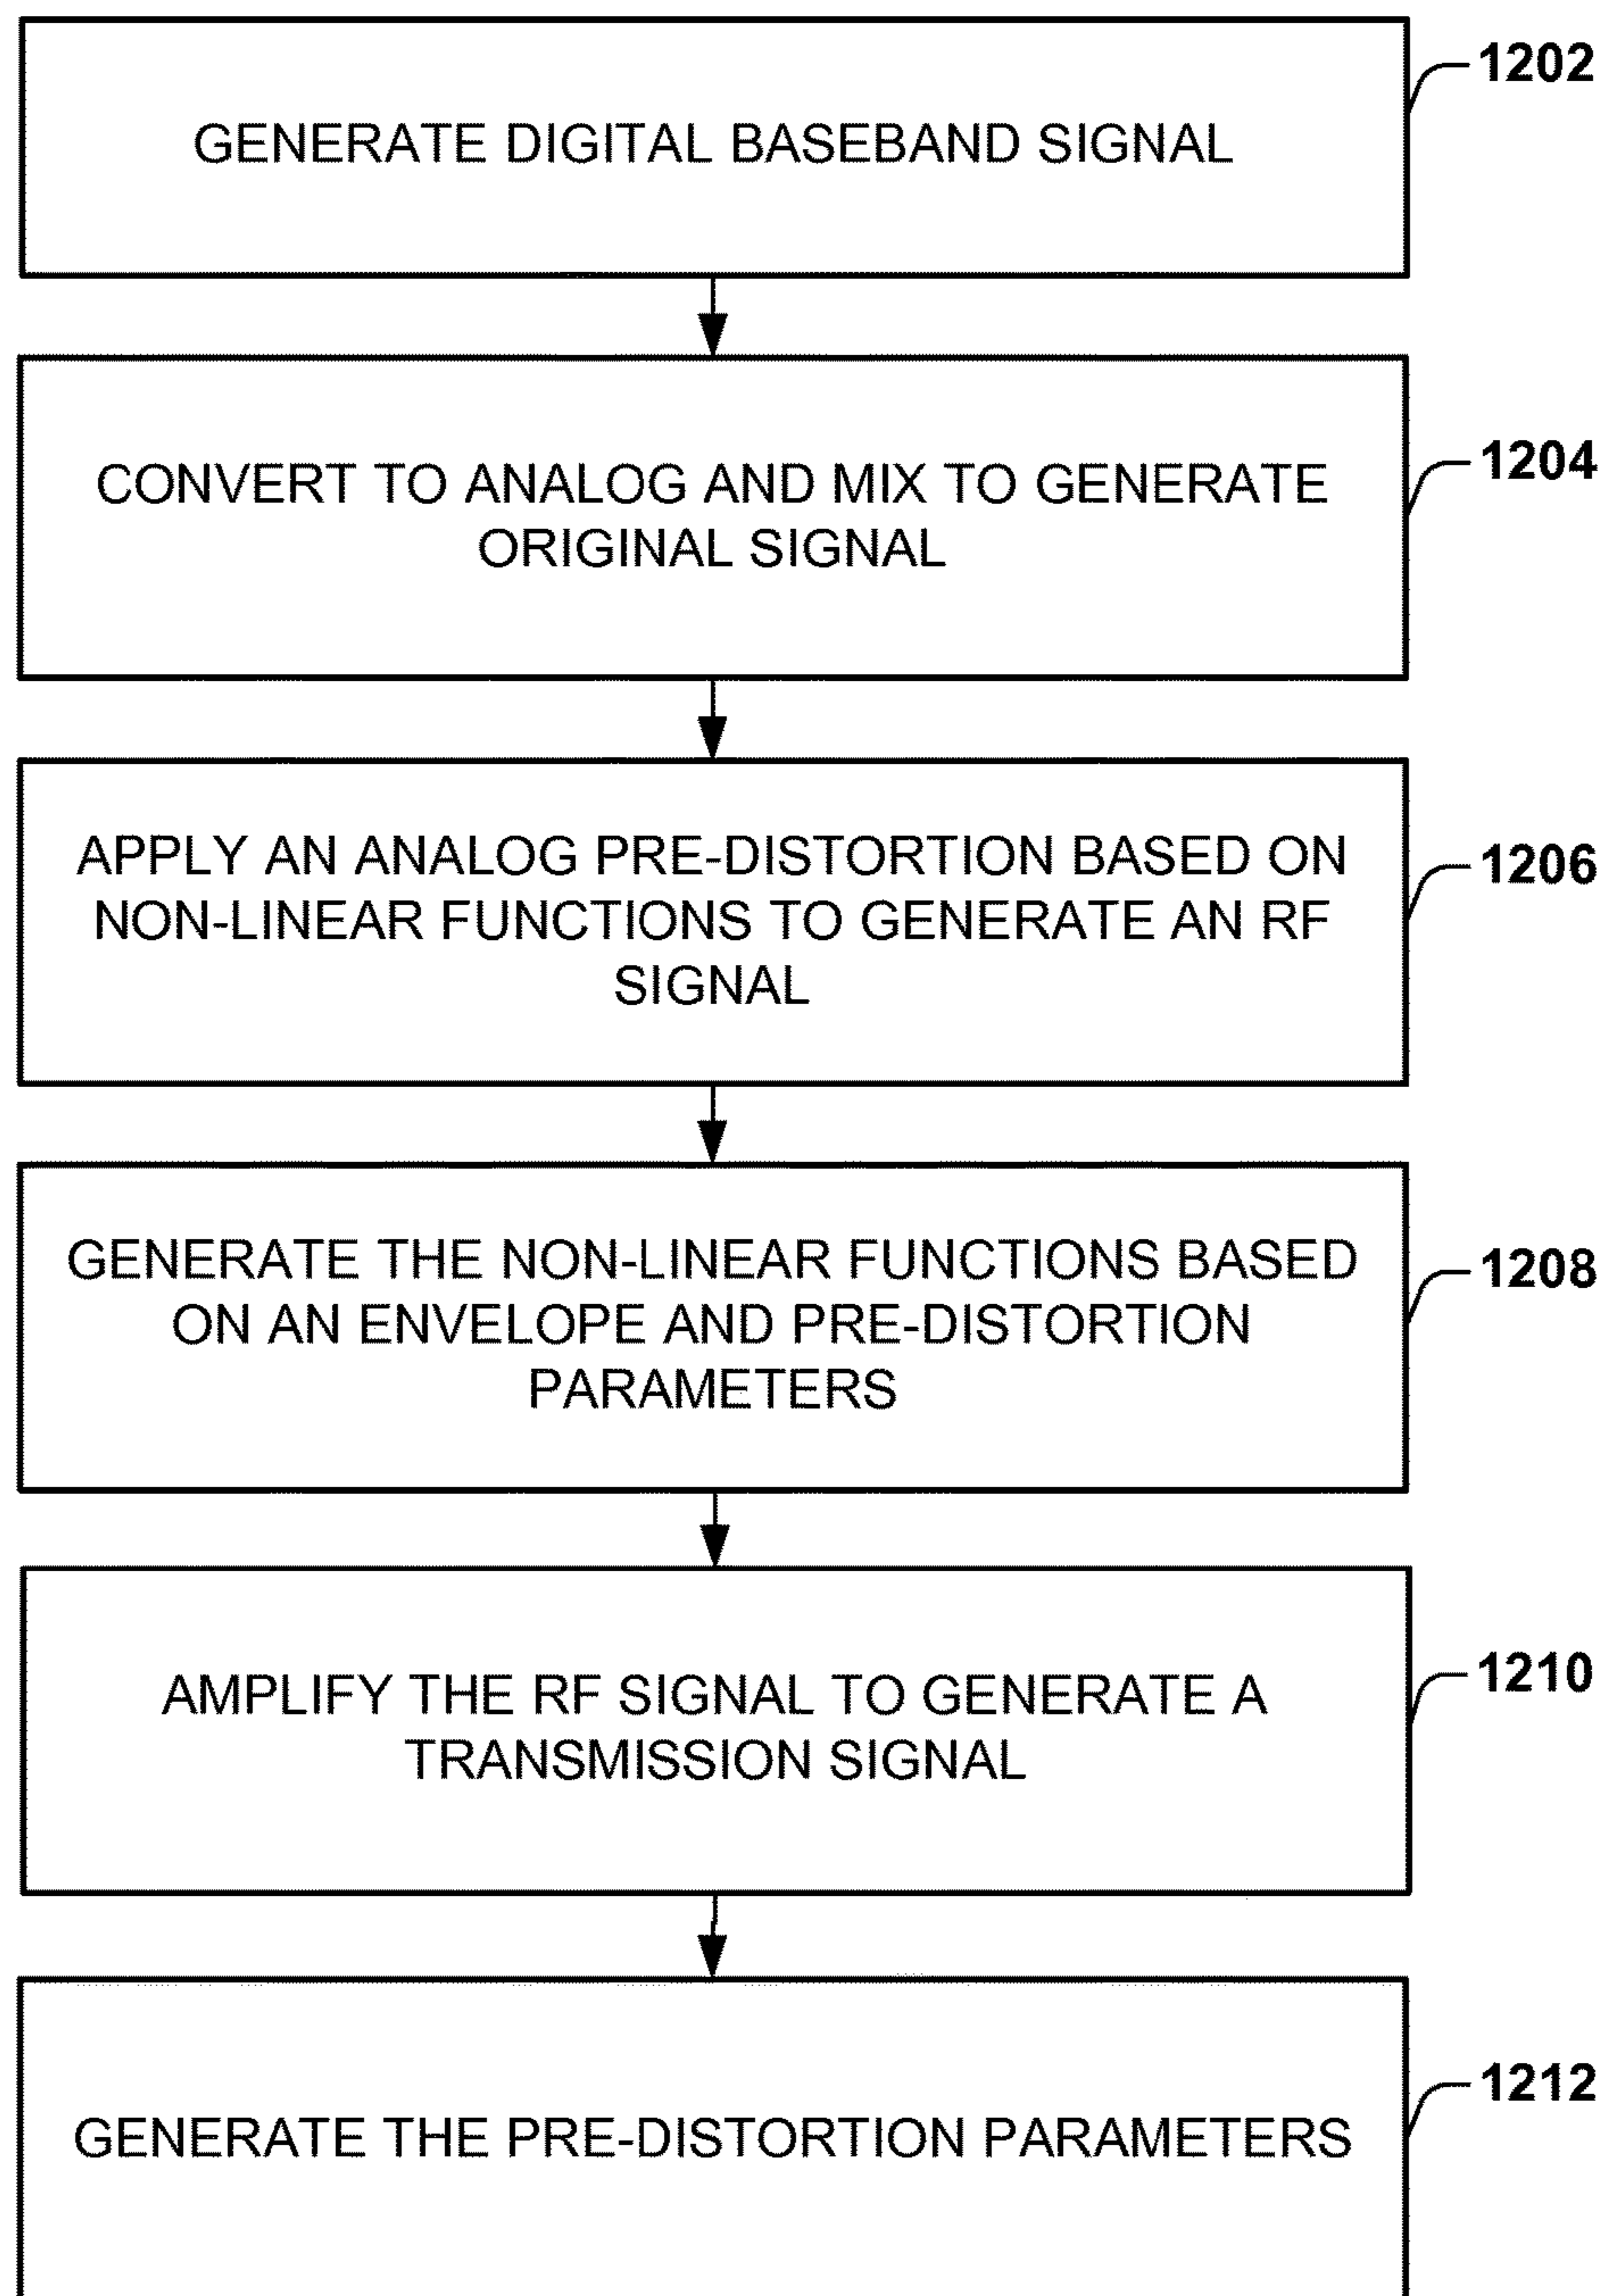 GENERATE DIGITAL BASEBAND SIGNAL
1202
CONVERT TO ANALOG AND MIX TO GENERATE
ORIGINAL SIGNAL
1204
APPLY AN ANALOG PRE-DISTORTION BASED ON
NON-LINEAR FUNCTIONS TO GENERATE AN RF
SIGNAL
1206
GENERATE THE NON-LINEAR FUNCTIONS BASED
ON AN ENVELOPE AND PRE-DISTORTION
PARAMETERS
1208
AMPLIFY THE RF SIGNAL TO GENERATE A
TRANSMISSION SIGNAL
1210
GENERATE THE PRE-DISTORTION PARAMETERS
1212